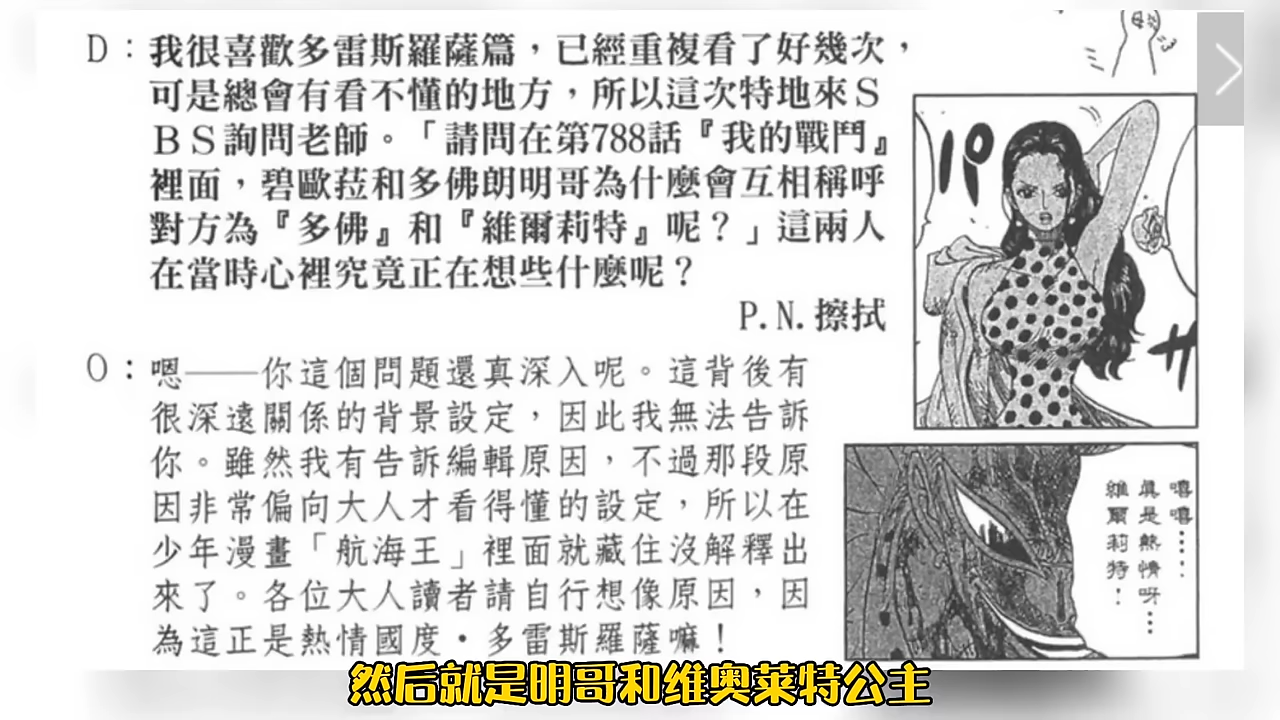 D：我很喜歡多雷斯羅薩篇，已經重複看了好幾次，
可是總會有看不懂的地方，所以這次特地來Ｓ
ＢＳ詢問老師。「請問在第788話『我的戰鬥』
裡面，碧歐菈和多佛朗明哥為什麼會互相稱呼
對方為『多佛』和『維爾莉特』呢？」這兩人
在當時心裡究竟正在想些什麼呢？
P.N.擦拭
O：嗯——你這個問題還真深入呢。這背後有
很深遠關係的背景設定，因此我無法告訴
你。雖然我有告訴編輯原因，不過那段原
因非常偏向大人才看得懂的設定，所以在
少年漫畫「航海王」裡面就藏住沒解釋出
來了。各位大人讀者請自行想像原因，因
為這正是熱情國度・多雷斯羅薩嘛！
嘻嘻……
真是熱情呀…
維爾莉特！
然后就是明哥和维奥莱特公主